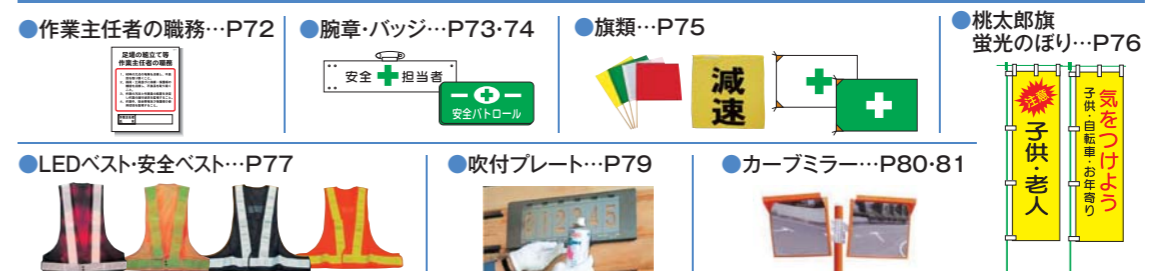 ●作業主任者の職務…P72
足場の組立て等
作業主任者の職務
●腕章・バッジ…P73・74
安全 担当者
安全パトロール
●旗類…P75
減速
●桃太郎旗
蛍光のぼり…P76
注意
子供・老人
気をつけよう
子供・自転車・お年寄り
●LEDベスト・安全ベスト…P77
●吹付プレート…P79
12345
●カーブミラー…P80・81